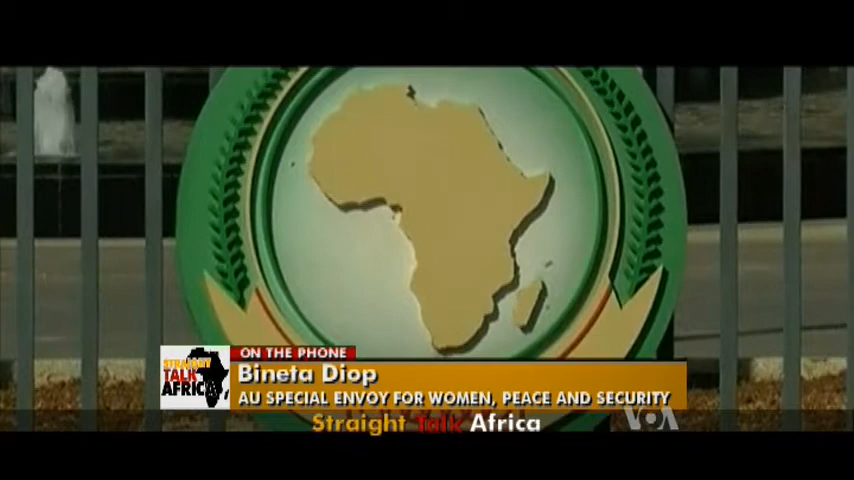 ON THE PHONE
STRAIGHT
TALK
AFRICA
Bineta Diop
AU SPECIAL ENVOY FOR WOMEN, PEACE AND SECURITY
Straight Talk Africa
VOA